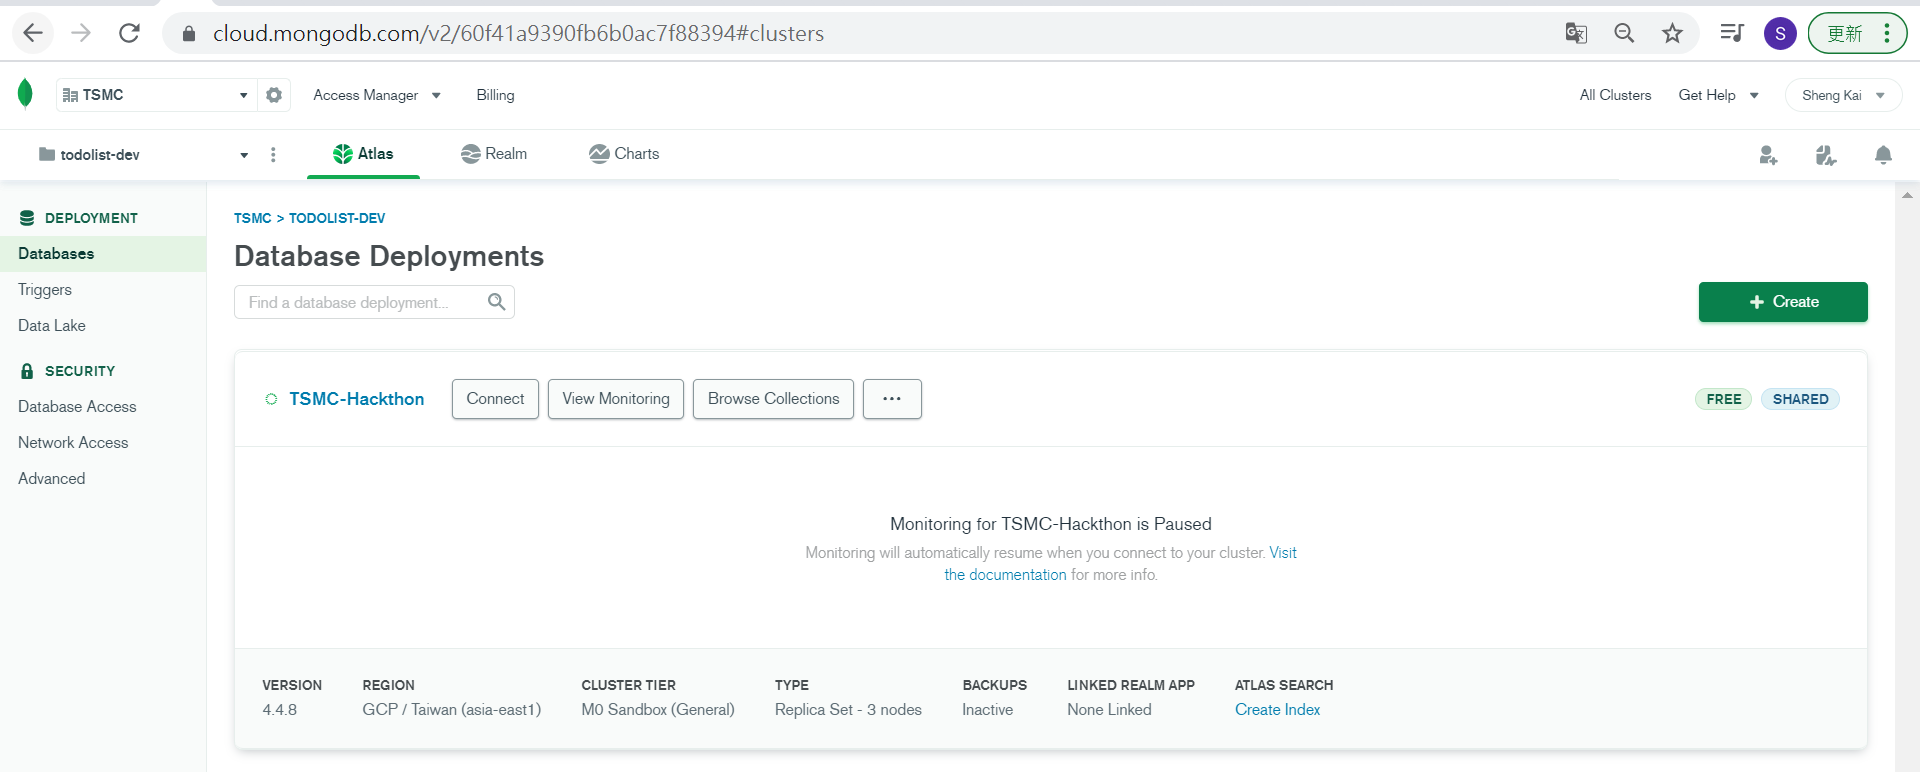 cloud.mongodb.com/v2/60f41a9390fb6b0ac7f88394#clusters
S
更新
TSMC
Access Manager
Billing
All Clusters
Get Help
Sheng Kai
todolist-dev
Atlas
Realm
Charts
DEPLOYMENT
Databases
Triggers
Data Lake
SECURITY
Database Access
Network Access
Advanced
TSMC > TODOLIST-DEV
Database Deployments
Find a database deployment...
+ Create
TSMC-Hackthon
Connect
View Monitoring
Browse Collections
...
FREE
SHARED
Monitoring for TSMC-Hackthon is Paused
Monitoring will automatically resume when you connect to your cluster. Visit
the documentation for more info.
VERSION
4.4.8
REGION
GCP / Taiwan (asia-east1)
CLUSTER TIER
M0 Sandbox (General)
TYPE
Replica Set - 3 nodes
BACKUPS
Inactive
LINKED REALM APP
None Linked
ATLAS SEARCH
Create Index